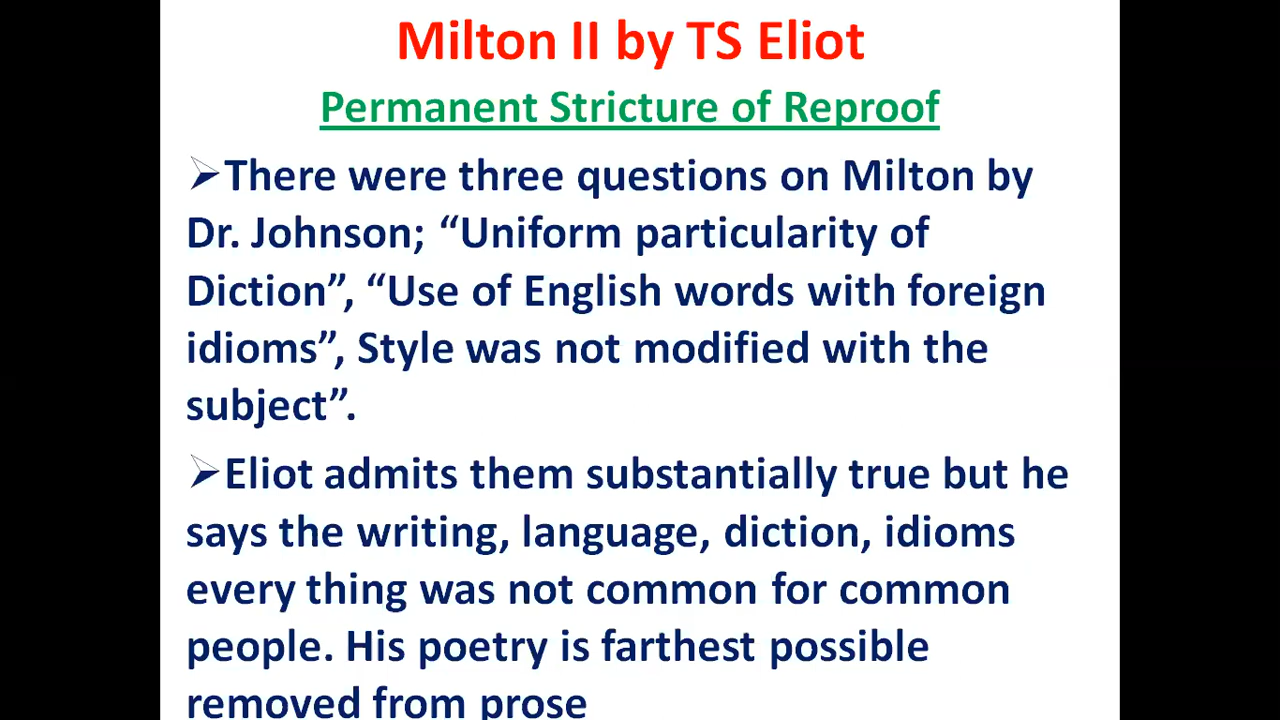 Milton II by TS Eliot
Permanent Stricture of Reproof
➢There were three questions on Milton by
Dr. Johnson; “Uniform particularity of
Diction”, “Use of English words with foreign
idioms”, Style was not modified with the
subject”.
➢Eliot admits them substantially true but he
says the writing, language, diction, idioms
every thing was not common for common
people. His poetry is farthest possible
removed from prose